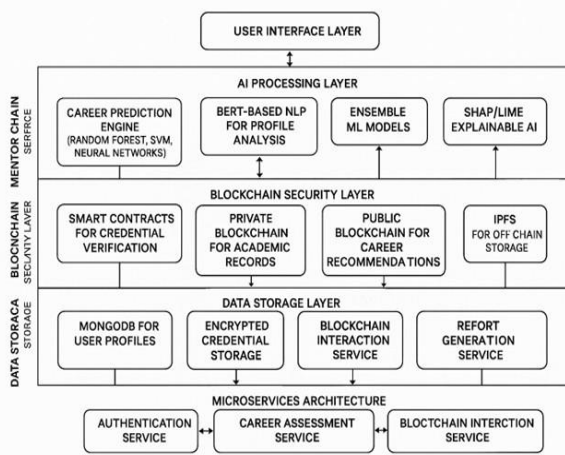 USER INTERFACE LAYER
AI PROCESSING LAYER
MENTOR CHAIN
SERFRCE
CAREER PREDICTION
ENGINE
(RANDOM FOREST, SVM,
NEURAL NETWORKS)
BERT-BASED NLP
FOR PROFILE
ANALYSIS
ENSEMBLE
ML MODELS
SHAP/LIME
EXPLAINABLE AI
BLOCKCHAIN SECURITY LAYER
BLOCNCHAIN
SMART CONTRACTS
FOR CREDENTIAL
VERIFICATION
PRIVATE
BLOCKCHAIN
FOR ACADEMIC
RECORDS
PUBLIC
BLOCKCHAIN FOR
CAREER
RECOMMENDATIONS
IPFS
FOR OFF CHAIN
STORAGE
DATA STORAGE LAYER
DATA STORACA
STORAGE
MONGODB FOR
USER PROFILES
ENCRYPTED
CREDENTIAL
STORAGE
BLOCKCHAIN
INTERACTION
SERVICE
REFORT
GENERATION
SERVICE
MICROSERVICES ARCHITECTURE
AUTHENTICATION
SERVICE
CAREER ASSESSMENT
SERVICE
BLOCTCHAIN INTERCTION
SERVICE